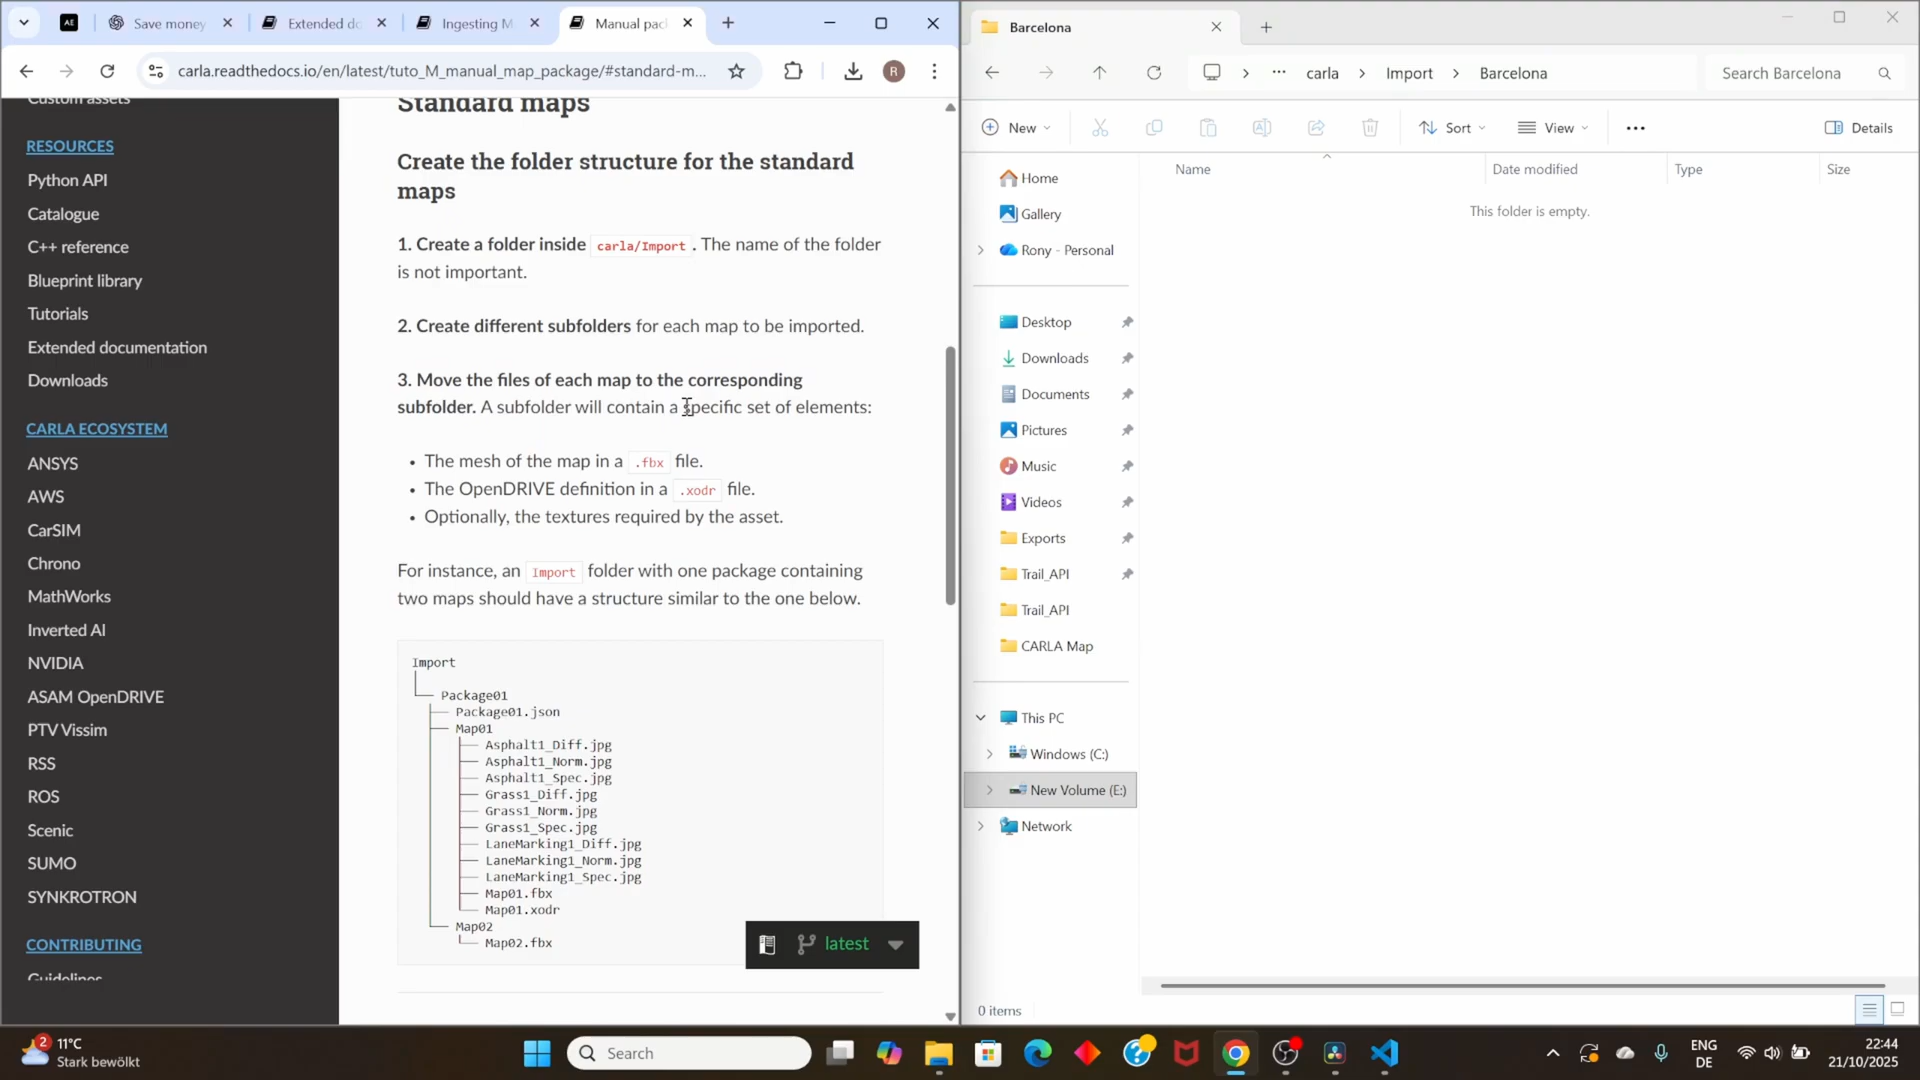 Save money
Extended do
Ingesting M
Manual pac
carla.readthedocs.io/en/latest/tuto_M_manual_map_package/#standard-m...
R
Custom assets
RESOURCES
Python API
Catalogue
C++ reference
Blueprint library
Tutorials
Extended documentation
Downloads
CARLA ECOSYSTEM
ANSYS
AWS
CarSIM
Chrono
MathWorks
Inverted AI
NVIDIA
ASAM OpenDRIVE
PTV Vissim
RSS
ROS
Scenic
SUMO
SYNKROTRON
CONTRIBUTING
Guidelines
Standard maps
Create the folder structure for the standard
maps
1. Create a folder inside carla/Import . The name of the folder
is not important.
2. Create different subfolders for each map to be imported.
3. Move the files of each map to the corresponding
subfolder. A subfolder will contain a specific set of elements:
• The mesh of the map in a .fbx file.
• The OpenDRIVE definition in a .xodr file.
• Optionally, the textures required by the asset.
For instance, an Import folder with one package containing
two maps should have a structure similar to the one below.
Import
Package01
Package01.json
Map01
Asphalt1_Diff.jpg
Asphalt1_Norm.jpg
Asphalt1_Spec.jpg
Grass1_Diff.jpg
Grass1_Norm.jpg
Grass1_Spec.jpg
LaneMarking1_Diff.jpg
LaneMarking1_Norm.jpg
LaneMarking1_Spec.jpg
Map01.fbx
Map01.xodr
Map02
Map02.fbx
latest
Barcelona
carla > Import > Barcelona
Search Barcelona
New
Sort
View
Details
Name Date modified Type Size
This folder is empty.
Home
Gallery
Rony - Personal
Desktop
Downloads
Documents
Pictures
Music
Videos
Exports
Trail_API
Trail_API
CARLA Map
This PC
Windows (C:)
New Volume (E:)
Network
0 items
2
11°C
Stark bewölkt
Search
ENG
DE
22:44
21/10/2025